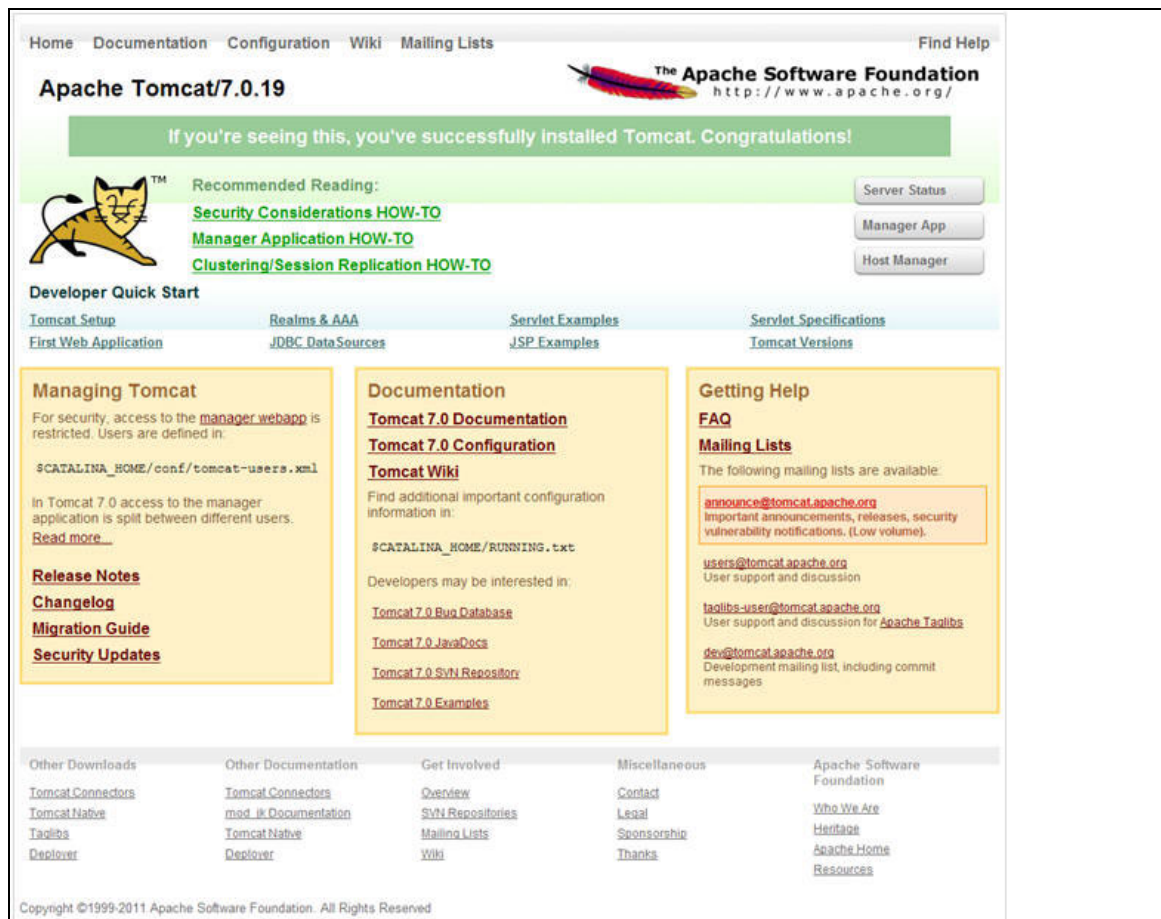 Home Documentation Configuration Wiki Mailing Lists Find Help
Apache Tomcat/7.0.19
The Apache Software Foundation
http://www.apache.org/
If you're seeing this, you've successfully installed Tomcat. Congratulations!
TM
Recommended Reading:
Security Considerations HOW-TO
Manager Application HOW-TO
Clustering/Session Replication HOW-TO
Server Status
Manager App
Host Manager
Developer Quick Start
Tomcat Setup
First Web Application
Realms & AAA
JDBC DataSources
Servlet Examples
JSP Examples
Servlet Specifications
Tomcat Versions
Managing Tomcat
For security, access to the manager webapp is
restricted. Users are defined in:
$CATALINA_HOME/conf/tomcat-users.xml
In Tomcat 7.0 access to the manager
application is split between different users.
Read more...
Release Notes
Changelog
Migration Guide
Security Updates
Documentation
Tomcat 7.0 Documentation
Tomcat 7.0 Configuration
Tomcat Wiki
Find additional important configuration
information in:
$CATALINA_HOME/RUNNING.txt
Developers may be interested in:
Tomcat 7.0 Bug Database
Tomcat 7.0 JavaDocs
Tomcat 7.0 SVN Repository
Tomcat 7.0 Examples
Getting Help
FAQ
Mailing Lists
The following mailing lists are available:
announce@tomcat.apache.org
Important announcements, releases, security
vulnerability notifications. (Low volume).
users@tomcat.apache.org
User support and discussion
taglibs-user@tomcat.apache.org
User support and discussion for Apache Taglibs
dev@tomcat.apache.org
Development mailing list, including commit
messages
Other Downloads
Tomcat Connectors
Tomcat Native
Taglibs
Deployer
Other Documentation
Tomcat Connectors
mod_jk Documentation
Tomcat Native
Deployer
Get Involved
Overview
SVN Repositories
Mailing Lists
Wiki
Miscellaneous
Contact
Legal
Sponsorship
Thanks
Apache Software
Foundation
Who We Are
Heritage
Apache Home
Resources
Copyright ©1999-2011 Apache Software Foundation. All Rights Reserved